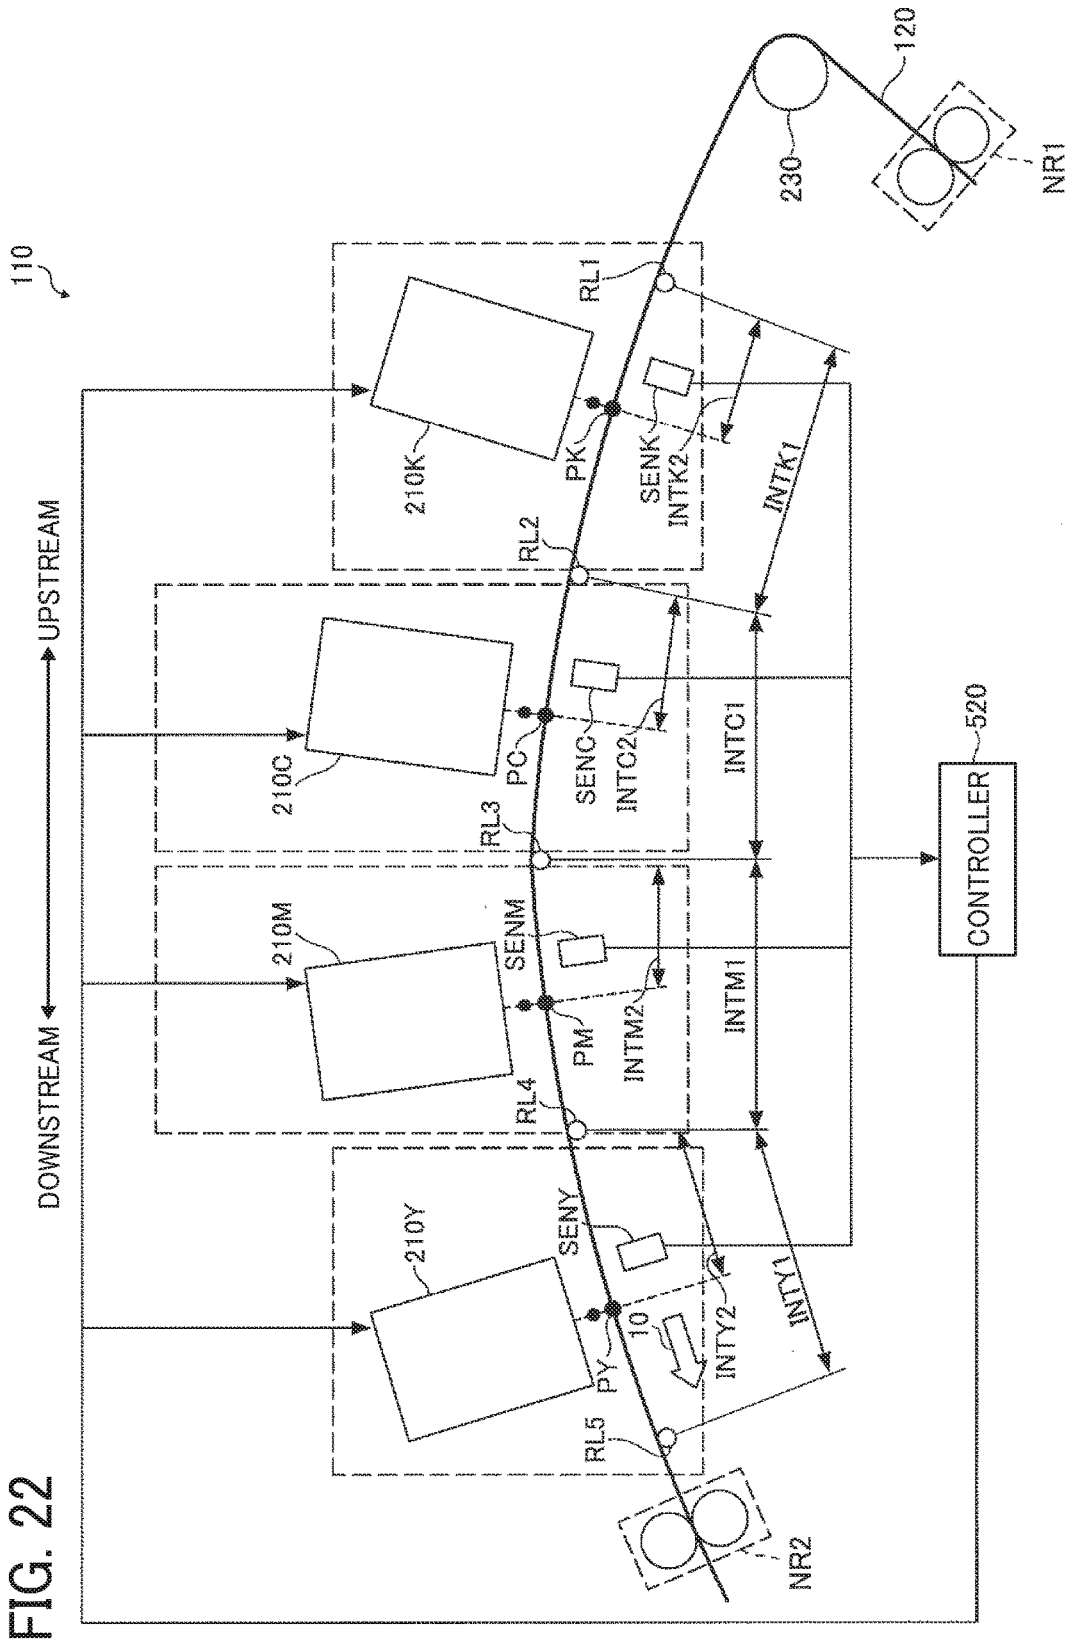 FIG. 22
110
DOWNSTREAM
UPSTREAM
210Y
210M
210C
210K
120
230
NR1
NR2
RL5
RL4
RL3
RL2
RL1
PY
PM
PC
PK
SENY
SENM
SENC
SENK
10
INTY2
INTM2
INTC2
INTK2
INTY1
INTM1
INTC1
INTK1
CONTROLLER
520